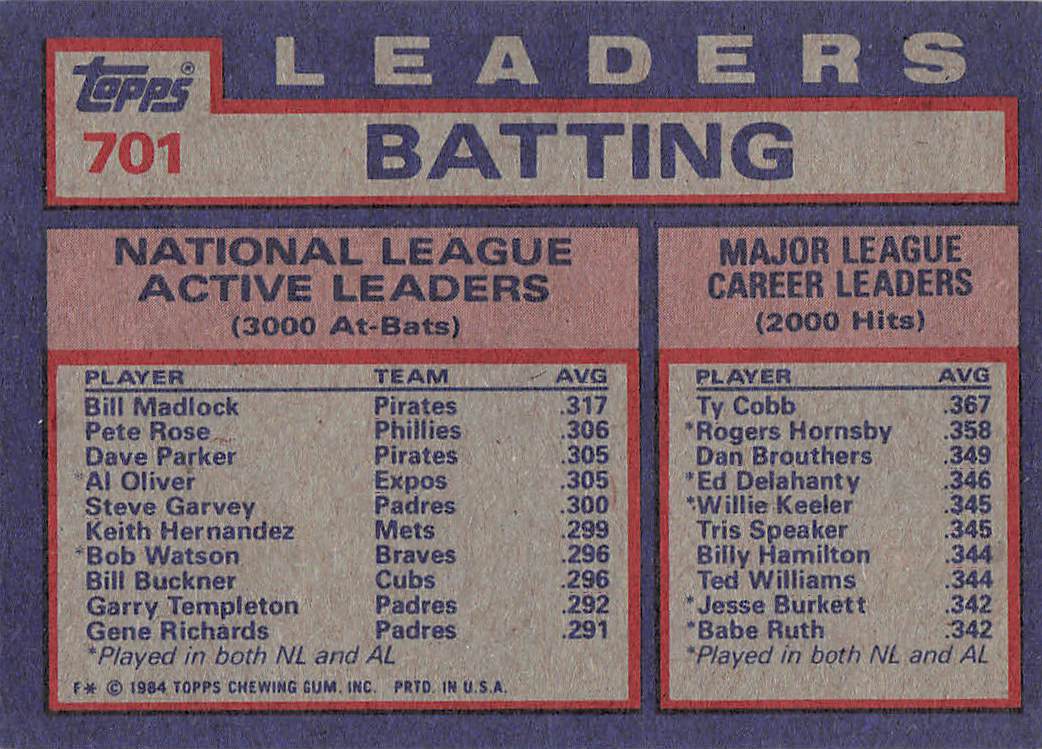 LEADERS
topps®
701
BATTING
NATIONAL LEAGUE
ACTIVE LEADERS
(3000 At-Bats)
PLAYER TEAM AVG
Bill Madlock Pirates .317
Pete Rose Phillies .306
Dave Parker Pirates .305
*Al Oliver Expos .305
Steve Garvey Padres .300
Keith Hernandez Mets .299
*Bob Watson Braves .296
Bill Buckner Cubs .296
Garry Templeton Padres .292
Gene Richards Padres .291
*Played in both NL and AL
F* © 1984 TOPPS CHEWING GUM. INC. PRTD. IN U.S.A.
MAJOR LEAGUE
CAREER LEADERS
(2000 Hits)
PLAYER AVG
Ty Cobb .367
*Rogers Hornsby .358
Dan Brouthers .349
*Ed Delahanty .346
*Willie Keeler .345
Tris Speaker .345
Billy Hamilton .344
Ted Williams .344
*Jesse Burkett .342
*Babe Ruth .342
*Played in both NL and AL